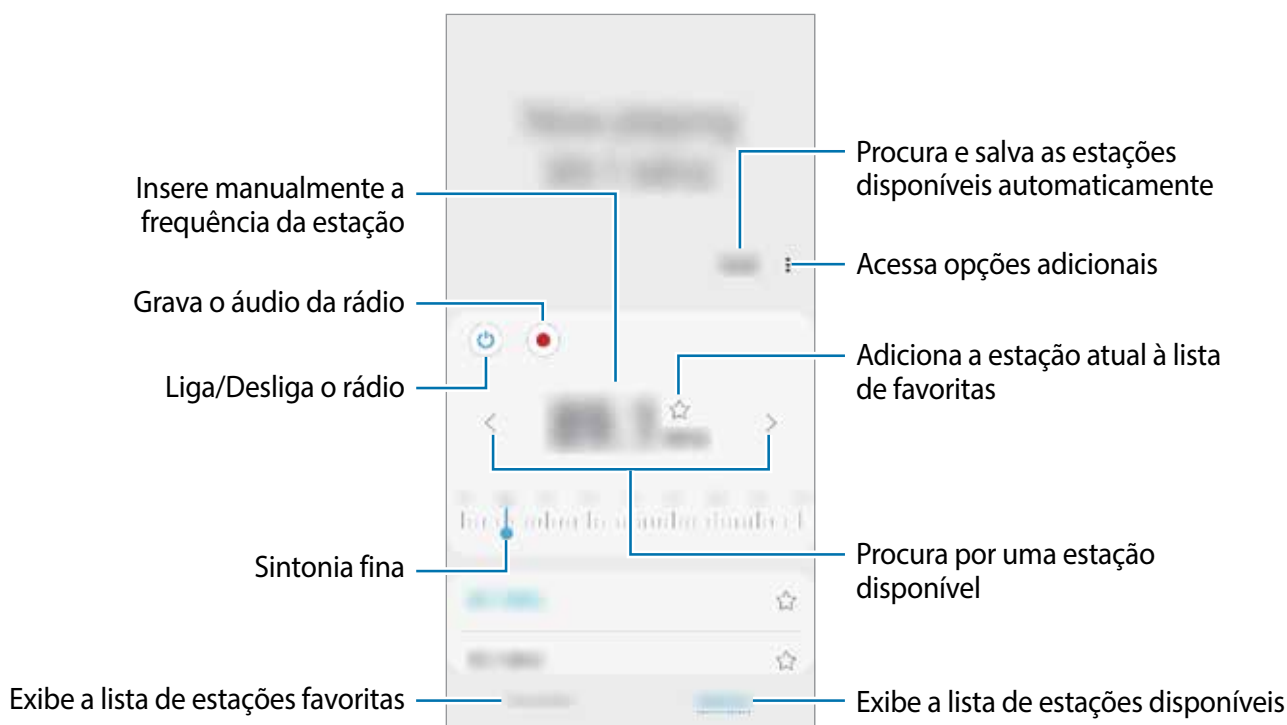 Procura e salva as estações
disponíveis automaticamente
Insere manualmente a
frequência da estação
Acessa opções adicionais
Grava o áudio da rádio
Adiciona a estação atual à lista
de favoritas
Liga/Desliga o rádio
Procura por uma estação
disponível
Sintonia fina
Exibe a lista de estações favoritas
Exibe a lista de estações disponíveis